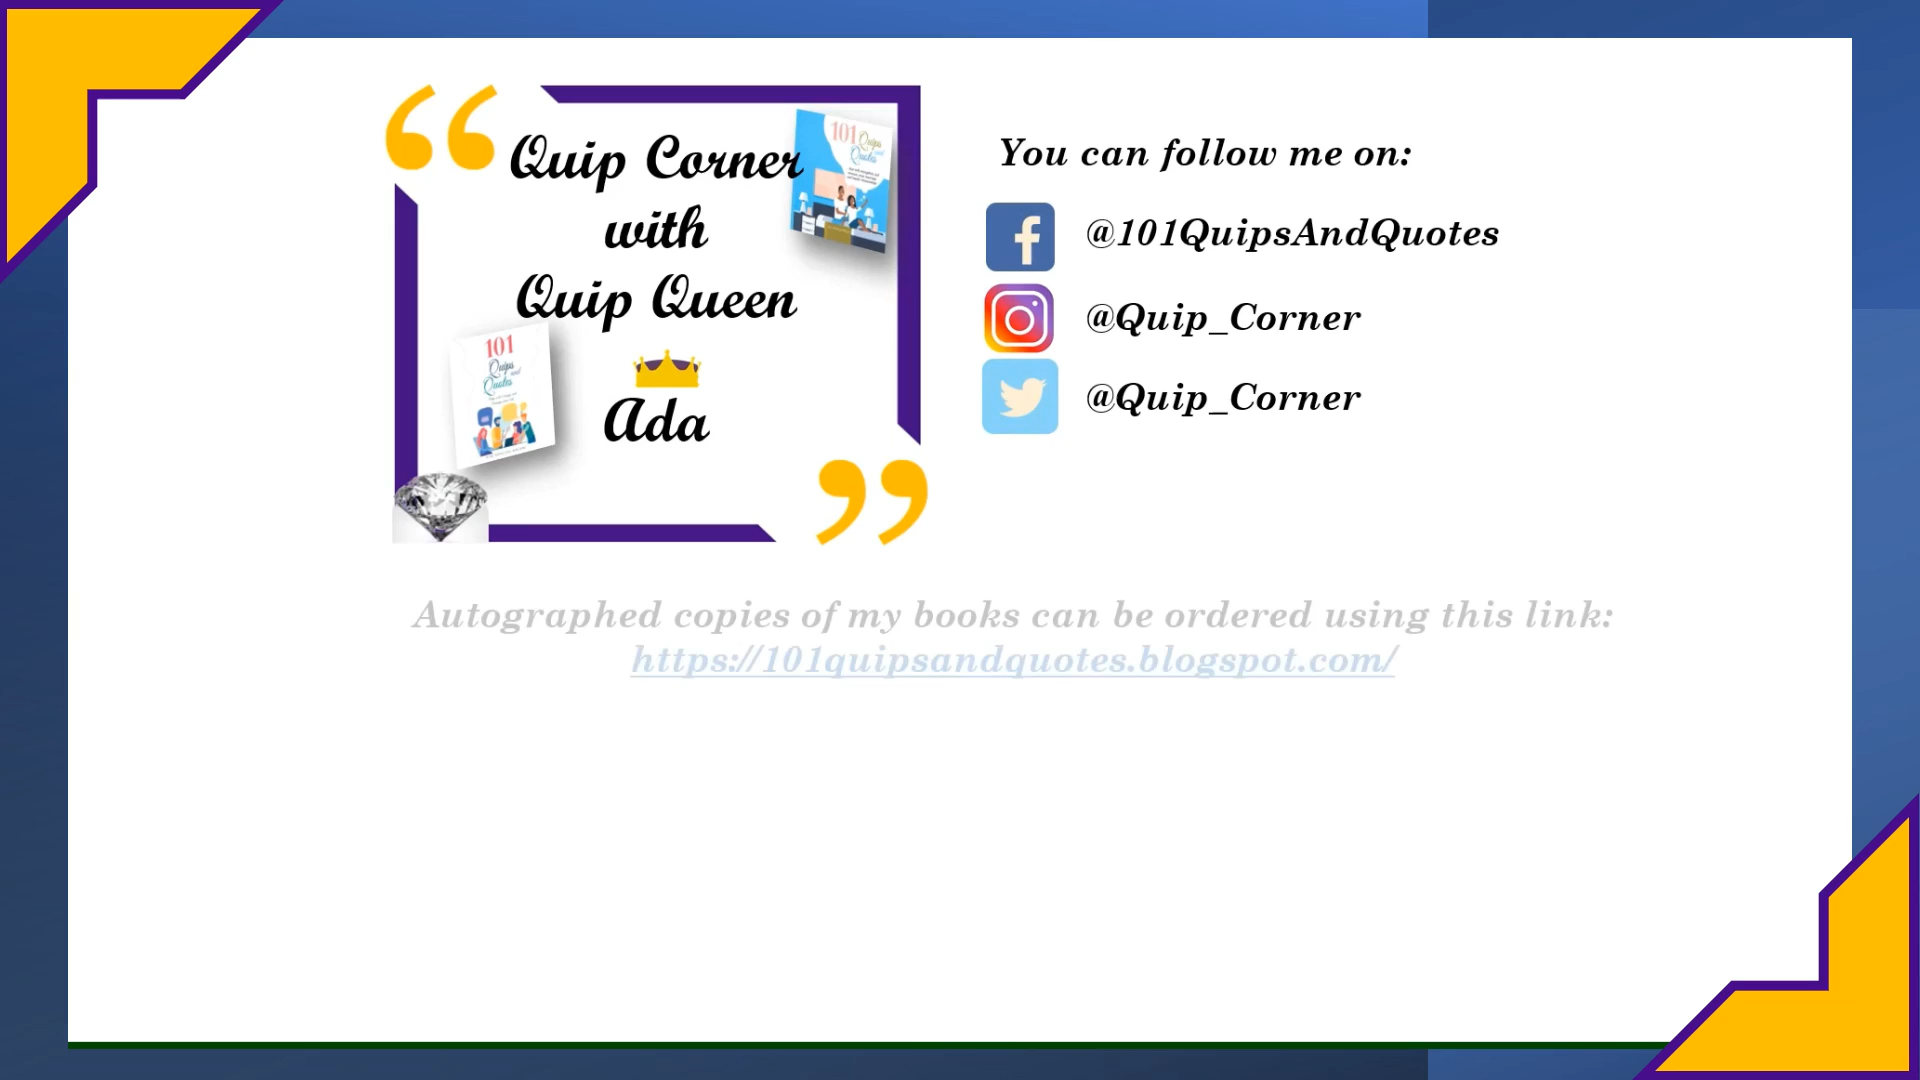 Quip Corner
with
Quip Queen
Ada
101
Quips
and
Quotes
101
Quips
and
Quotes
You can follow me on:
@101QuipsAndQuotes
@Quip_Corner
@Quip_Corner
Autographed copies of my books can be ordered using this link:
https://101quipsandquotes.blogspot.com/